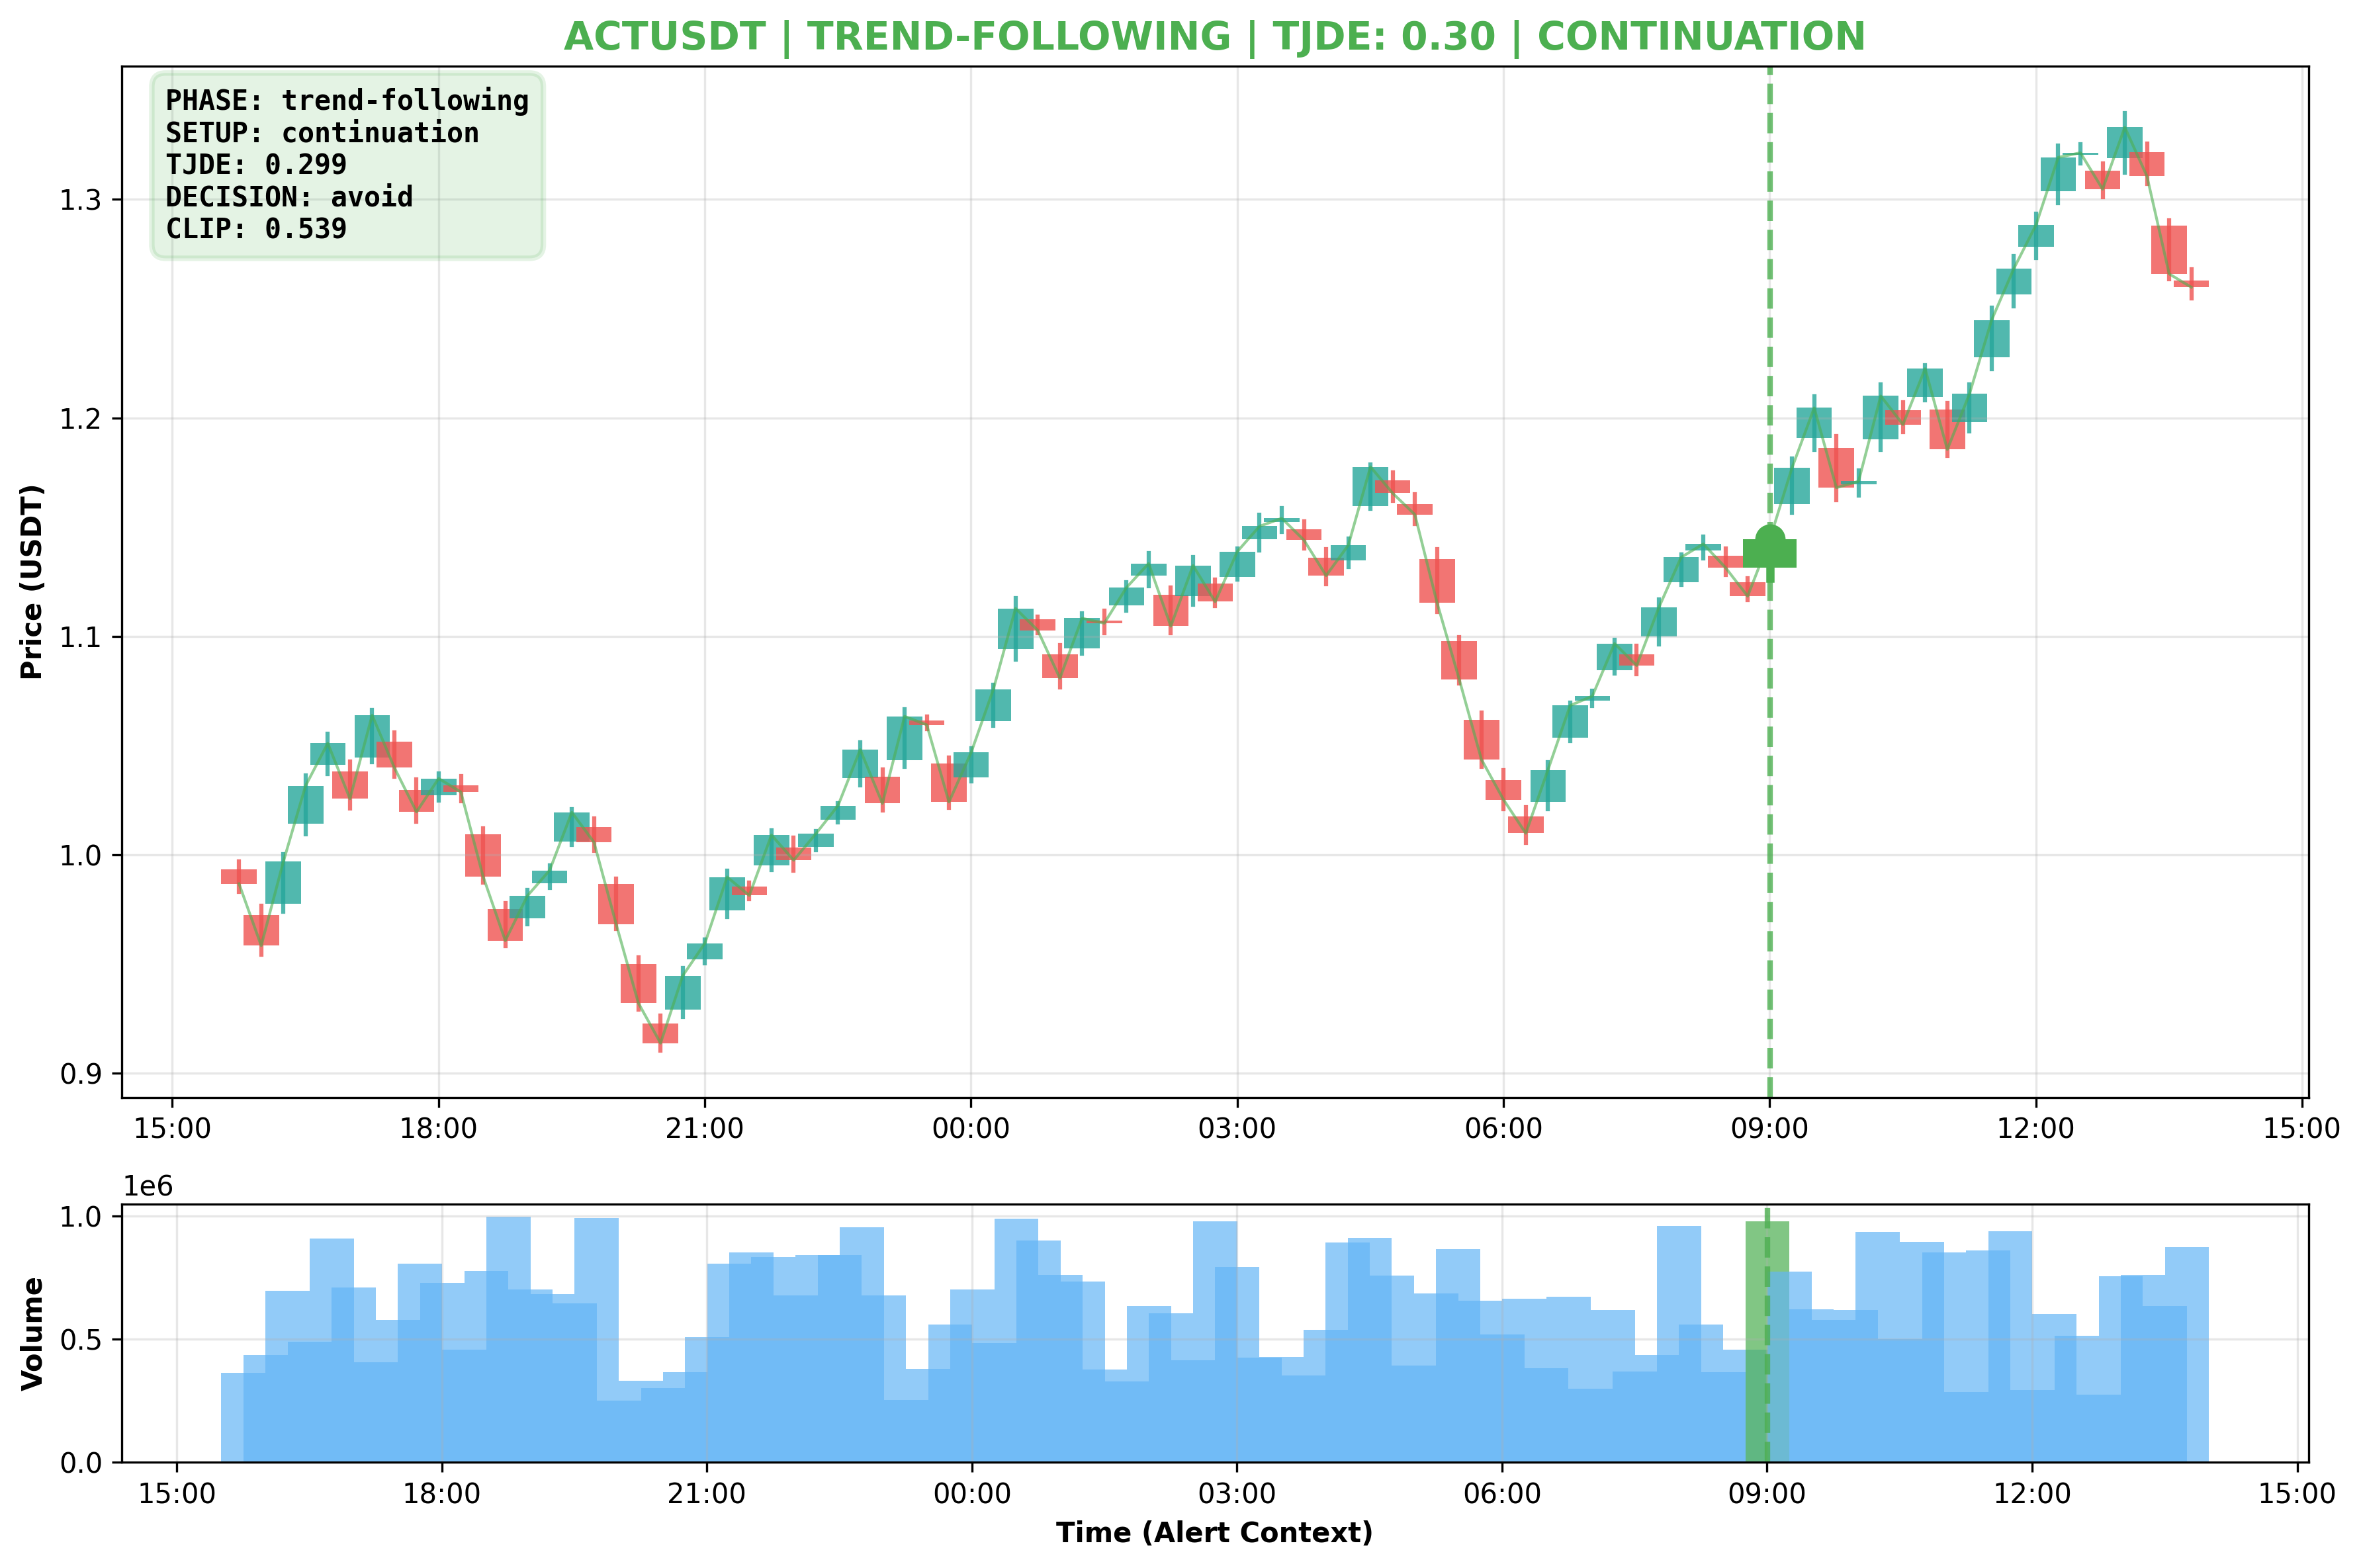 ACTUSDT | TREND-FOLLOWING | TJDE: 0.30 | CONTINUATION
PHASE: trend-following
SETUP: continuation
TJDE: 0.299
DECISION: avoid
CLIP: 0.539
Price (USDT)
1.3
1.2
1.1
1.0
0.9
15:00 18:00 21:00 00:00 03:00 06:00 09:00 12:00 15:00
1e6
Volume
1.0
0.5
0.0
15:00 18:00 21:00 00:00 03:00 06:00 09:00 12:00 15:00
Time (Alert Context)